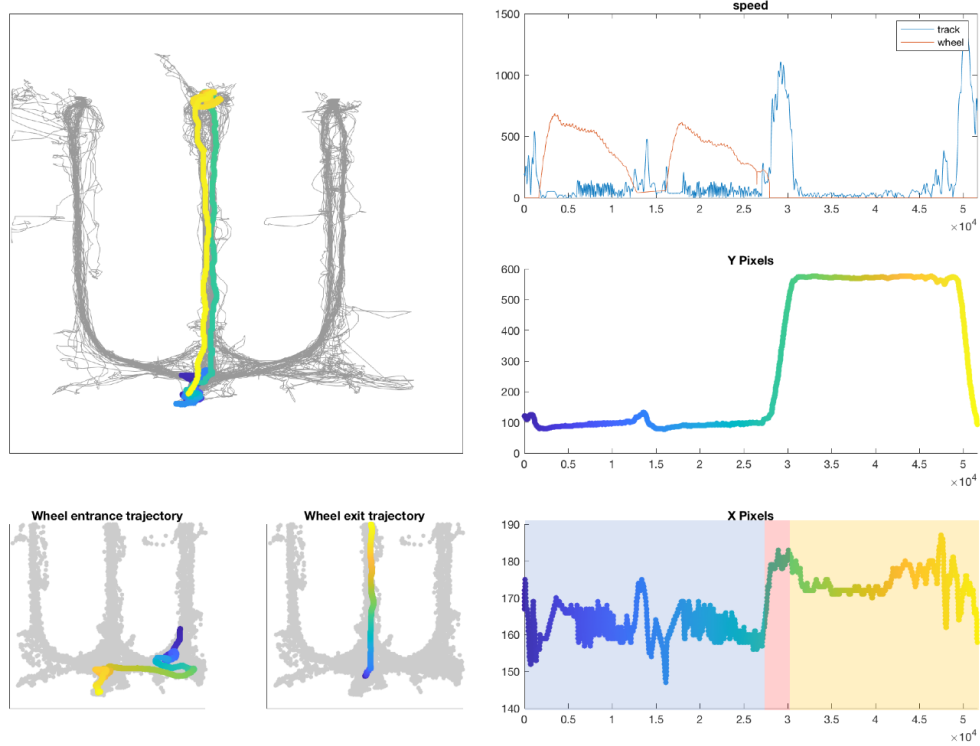 speed
1500
1000
500
0
track
wheel
0 0.5 1 1.5 2 2.5 3 3.5 4 4.5 5
×10⁴
Y Pixels
600
500
400
300
200
100
0
0 0.5 1 1.5 2 2.5 3 3.5 4 4.5 5
×10⁴
Wheel entrance trajectory
Wheel exit trajectory
X Pixels
190
180
170
160
150
140
0 0.5 1 1.5 2 2.5 3 3.5 4 4.5 5
×10⁴